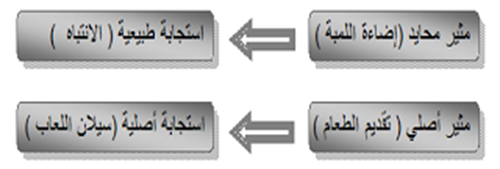 مثير محايد (إضاءة اللمبة )
استجابة طبيعية ( الانتباه )
مثير أصلي ( تقديم الطعام )
استجابة أصلية (سيلان اللعاب )